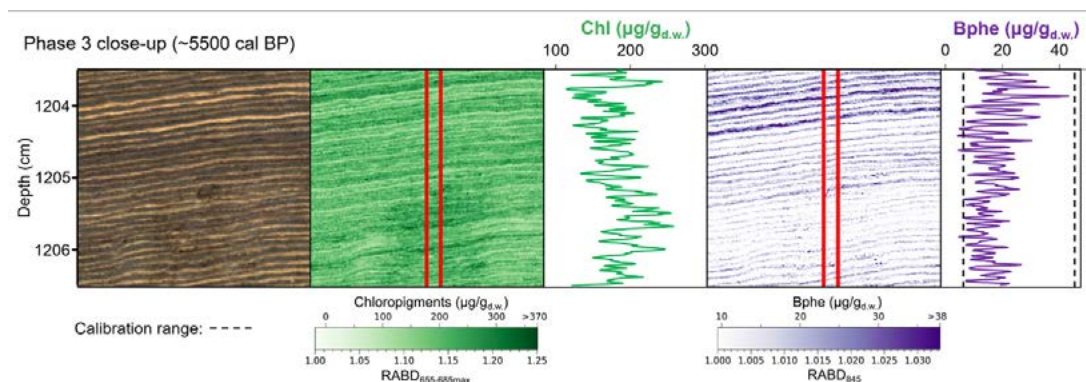 Phase 3 close-up (~5500 cal BP)
Chl (µg/g d.w.)
100 200 300
Bphe (µg/g d.w.)
0 20 40
Depth (cm)
1204
1205
1206
Calibration range:
Chloropigments (µg/g d.w.)
0 100 200 300 >370
1.00 1.05 1.10 1.15 1.20 1.25
RABD655-685max
Bphe (µg/g d.w.)
10 20 30 >38
1.000 1.005 1.010 1.015 1.020 1.025 1.030
RABD845